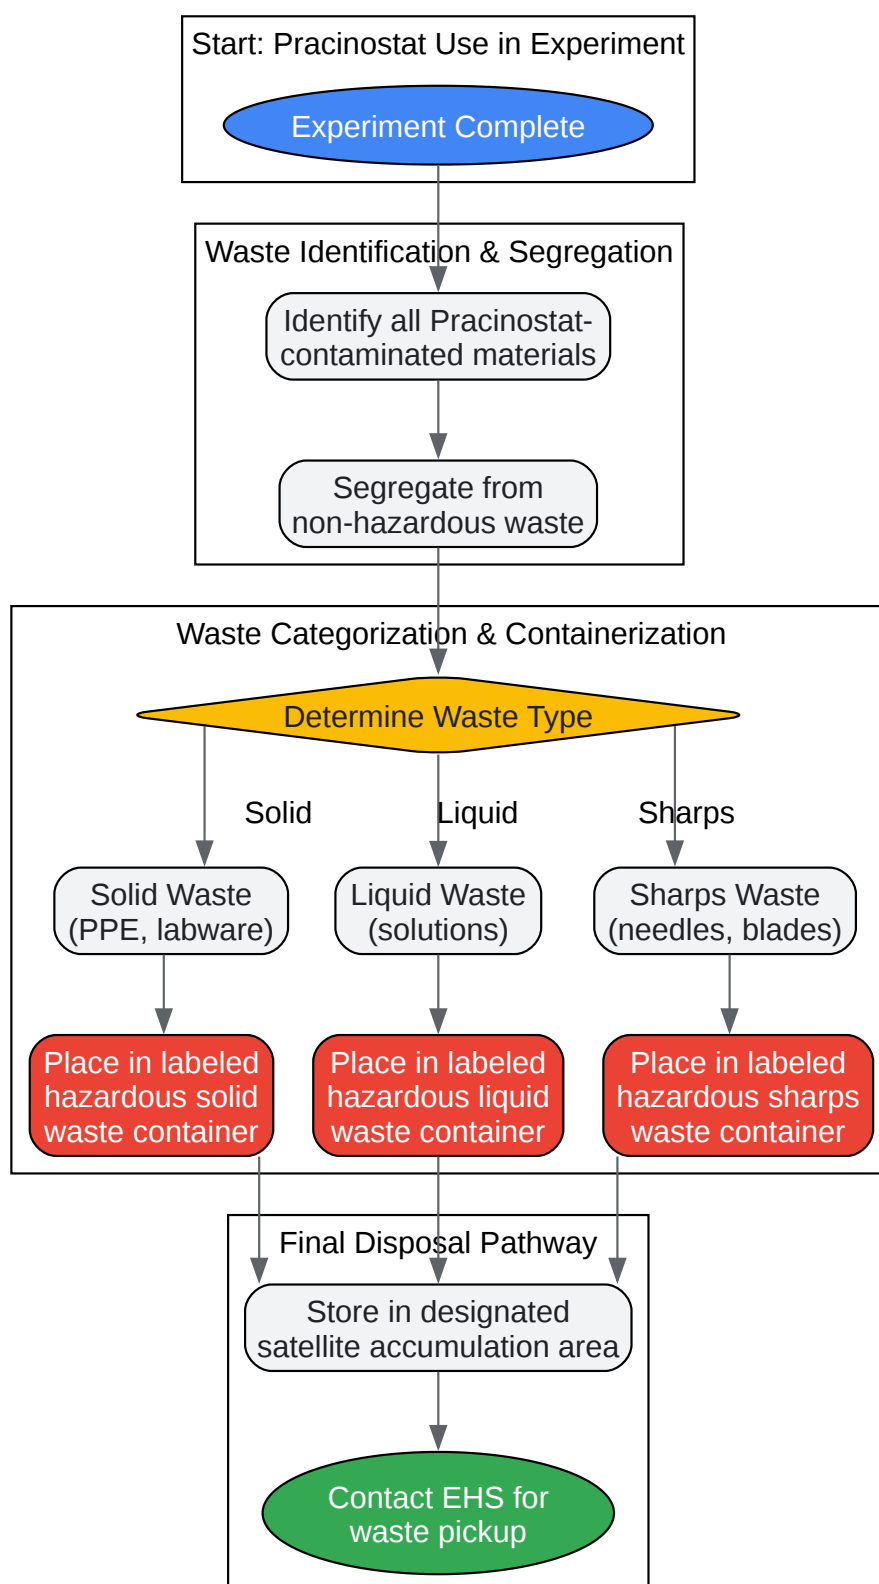 Start: Pracinostat Use in Experiment
Experiment Complete
Waste Identification & Segregation
Identify all Pracinostat-
contaminated materials
Segregate from
non-hazardous waste
Waste Categorization & Containerization
Determine Waste Type
Solid
Liquid
Sharps
Solid Waste
(PPE, labware)
Liquid Waste
(solutions)
Sharps Waste
(needles, blades)
Place in labeled
hazardous solid
waste container
Place in labeled
hazardous liquid
waste container
Place in labeled
hazardous sharps
waste container
Final Disposal Pathway
Store in designated
satellite accumulation area
Contact EHS for
waste pickup